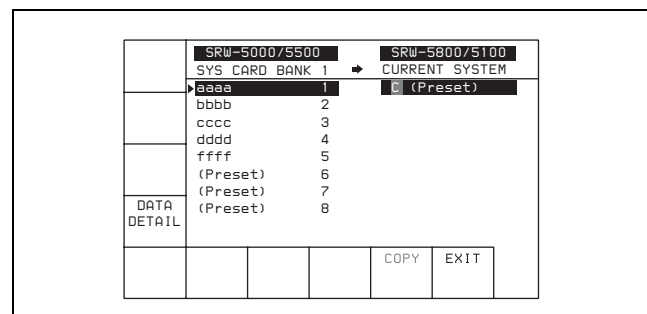 SRW-5000/5500 SRW-5800/5100
SYS CARD BANK 1 ➡ CURRENT SYSTEM
aaaa 1 C (Preset)
bbbb 2
cccc 3
dddd 4
ffff 5
(Preset) 6
(Preset) 7
(Preset) 8
DATA
DETAIL
COPY EXIT